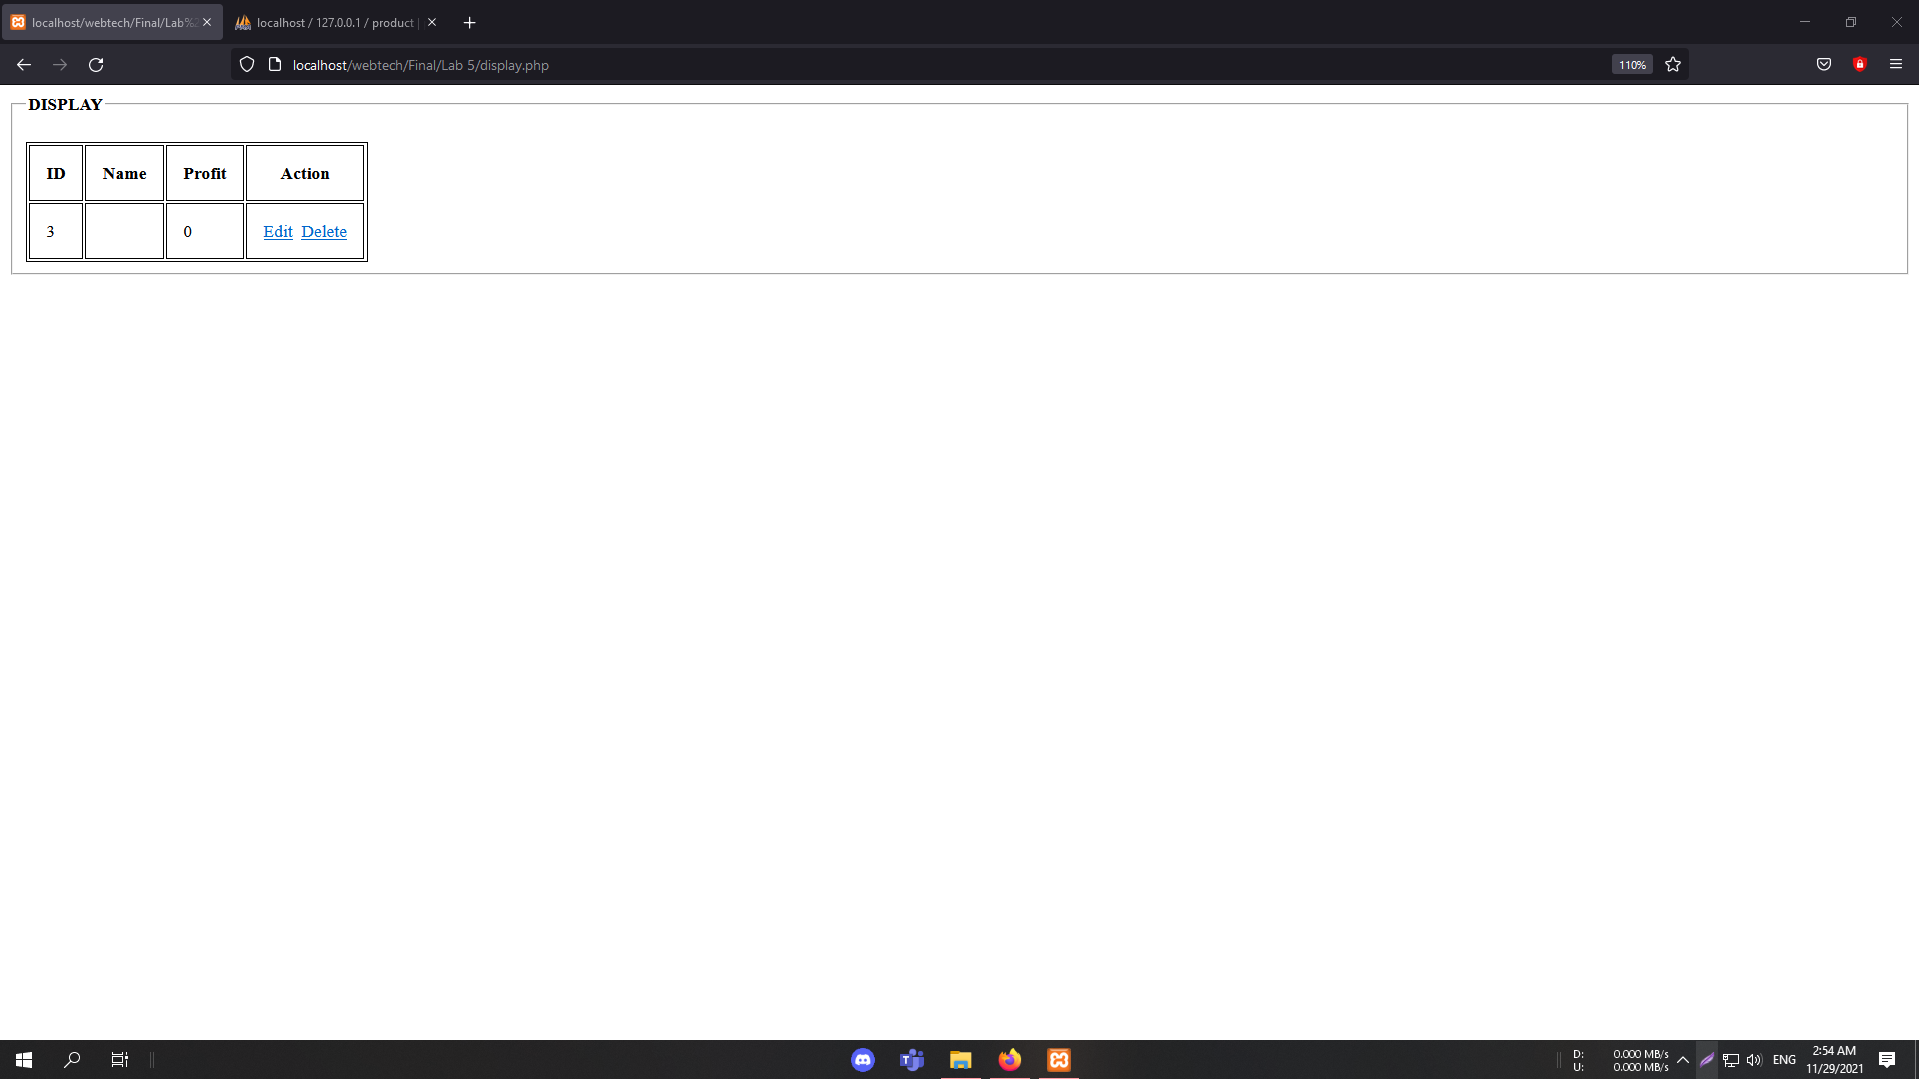 localhost/webtech/Final/Lab%2
localhost / 127.0.0.1 / product |
localhost/webtech/Final/Lab 5/display.php
110%
DISPLAY
ID Name Profit Action
3 0 Edit Delete
D: 0.000 MB/s
U: 0.000 MB/s
ENG
2:54 AM
11/29/2021